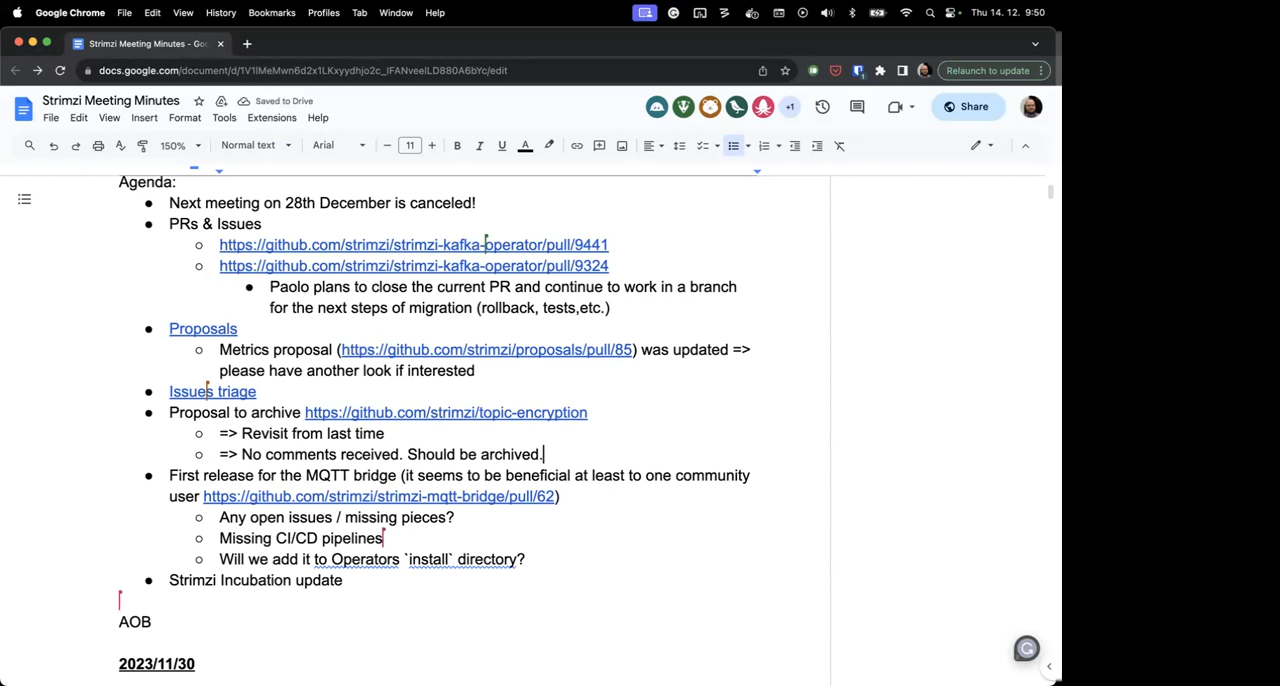 Google Chrome File Edit View History Bookmarks Profiles Tab Window Help Thu 14. 12. 9:50
Strimzi Meeting Minutes - Goo
docs.google.com/document/d/1V1lMeMwn6d2x1LKxyydhjo2c_lFANveelLD880A6bYc/edit Relaunch to update
Strimzi Meeting Minutes Saved to Drive
+1 Share
File Edit View Insert Format Tools Extensions Help
150% Normal text Arial 11 B I U A
Agenda:
Next meeting on 28th December is canceled!
PRs & Issues
https://github.com/strimzi/strimzi-kafka-operator/pull/9441
https://github.com/strimzi/strimzi-kafka-operator/pull/9324
Paolo plans to close the current PR and continue to work in a branch
for the next steps of migration (rollback, tests,etc.)
Proposals
Metrics proposal (https://github.com/strimzi/proposals/pull/85) was updated =>
please have another look if interested
Issues triage
Proposal to archive https://github.com/strimzi/topic-encryption
=> Revisit from last time
=> No comments received. Should be archived.
First release for the MQTT bridge (it seems to be beneficial at least to one community
user https://github.com/strimzi/strimzi-mqtt-bridge/pull/62)
Any open issues / missing pieces?
Missing CI/CD pipelines
Will we add it to Operators `install` directory?
Strimzi Incubation update
AOB
2023/11/30